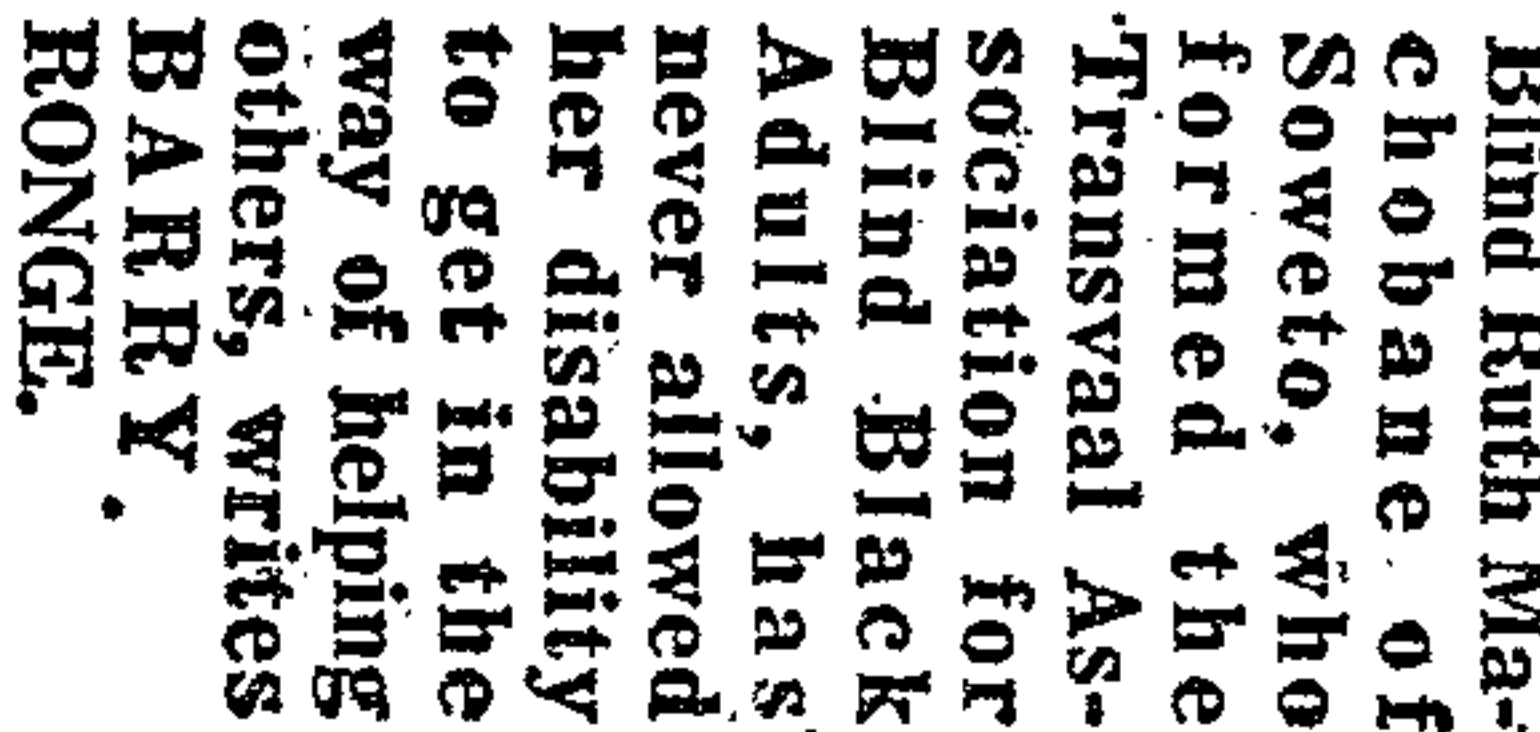 Blind Ruth Ma-
chobane of
Soweto, who
formed the
Transvaal As-
sociation for
Blind Black
Adults, has
never allowed
her disability
to get in the
way of helping
others, writes
BARRY
RONGE.